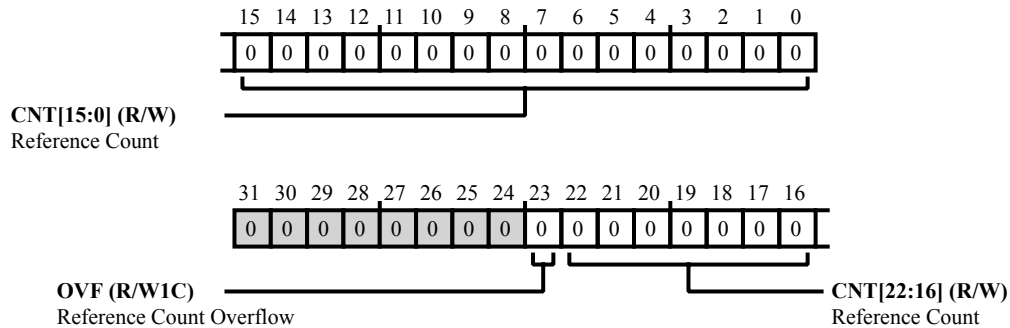 15 14 13 12 11 10 9 8 7 6 5 4 3 2 1 0
0 0 0 0 0 0 0 0 0 0 0 0 0 0 0 0
CNT[15:0] (R/W)
Reference Count
31 30 29 28 27 26 25 24 23 22 21 20 19 18 17 16
0 0 0 0 0 0 0 0 0 0 0 0 0 0 0 0
OVF (R/W1C)
Reference Count Overflow
CNT[22:16] (R/W)
Reference Count